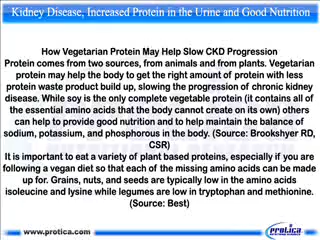 Kidney Disease, Increased Protein in the Urine and Good Nutrition
How Vegetarian Protein May Help Slow CKD Progression
Protein comes from two sources, from animals and from plants. Vegetarian
protein may help the body to get the right amount of protein with less
protein waste product build up, slowing the progression of chronic kidney
disease. While soy is the only complete vegetable protein (it contains all of
the essential amino acids that the body cannot create on its own) others
can help to provide good nutrition and to help maintain the balance of
sodium, potassium, and phosphorous in the body. (Source: Brookshyer RD,
CSR)
It is important to eat a variety of plant based proteins, especially if you are
following a vegan diet so that each of the missing amino acids can be made
up for. Grains, nuts, and seeds are typically low in the amino acids
isoleucine and lysine while legumes are low in tryptophan and methionine.
(Source: Best)
www.protica.com
protica